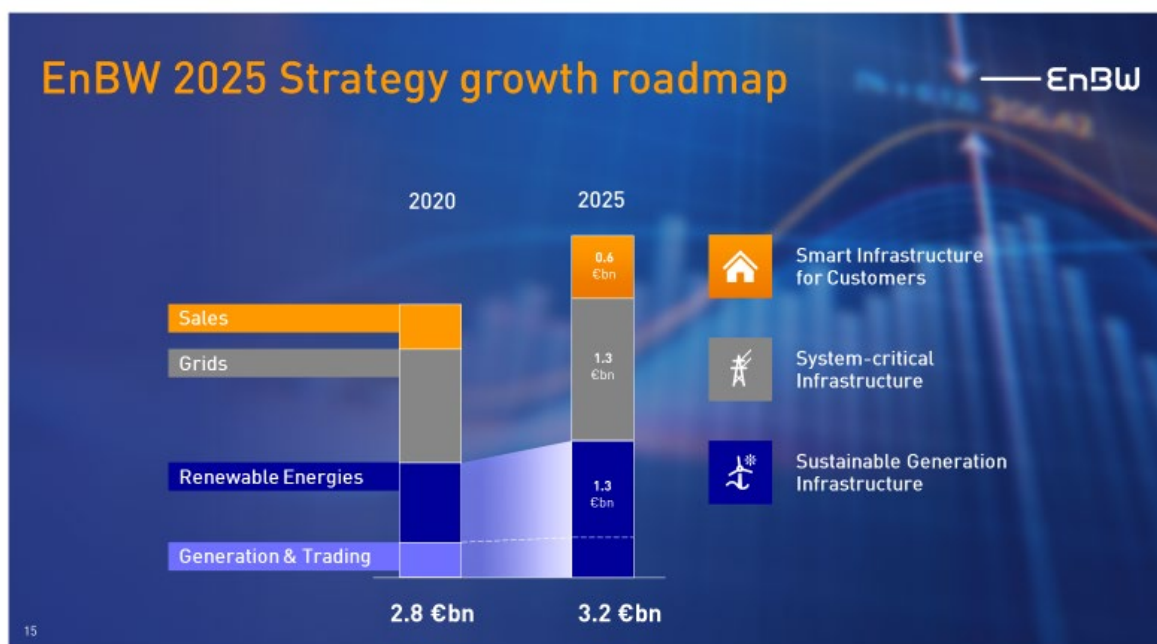 EnBW 2025 Strategy growth roadmap
EnBW
2020
2025
0.6
€bn
Smart Infrastructure
for Customers
Sales
Grids
1.3
€bn
System-critical
Infrastructure
Renewable Energies
1.3
€bn
Sustainable Generation
Infrastructure
Generation & Trading
2.8 €bn
3.2 €bn
15